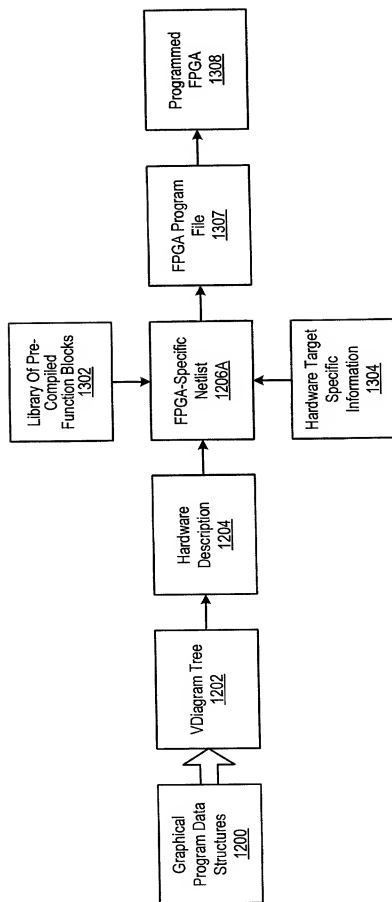 Graphical
Program Data
Structures
1200
VDiagram Tree
1202
Hardware
Description
1204
Library Of Pre-
Compiled
Function Blocks
1302
FPGA-Specific
Netlist
1206A
Hardware Target
Specific
Information
1304
FPGA Program
File
1307
Programmed
FPGA
1308